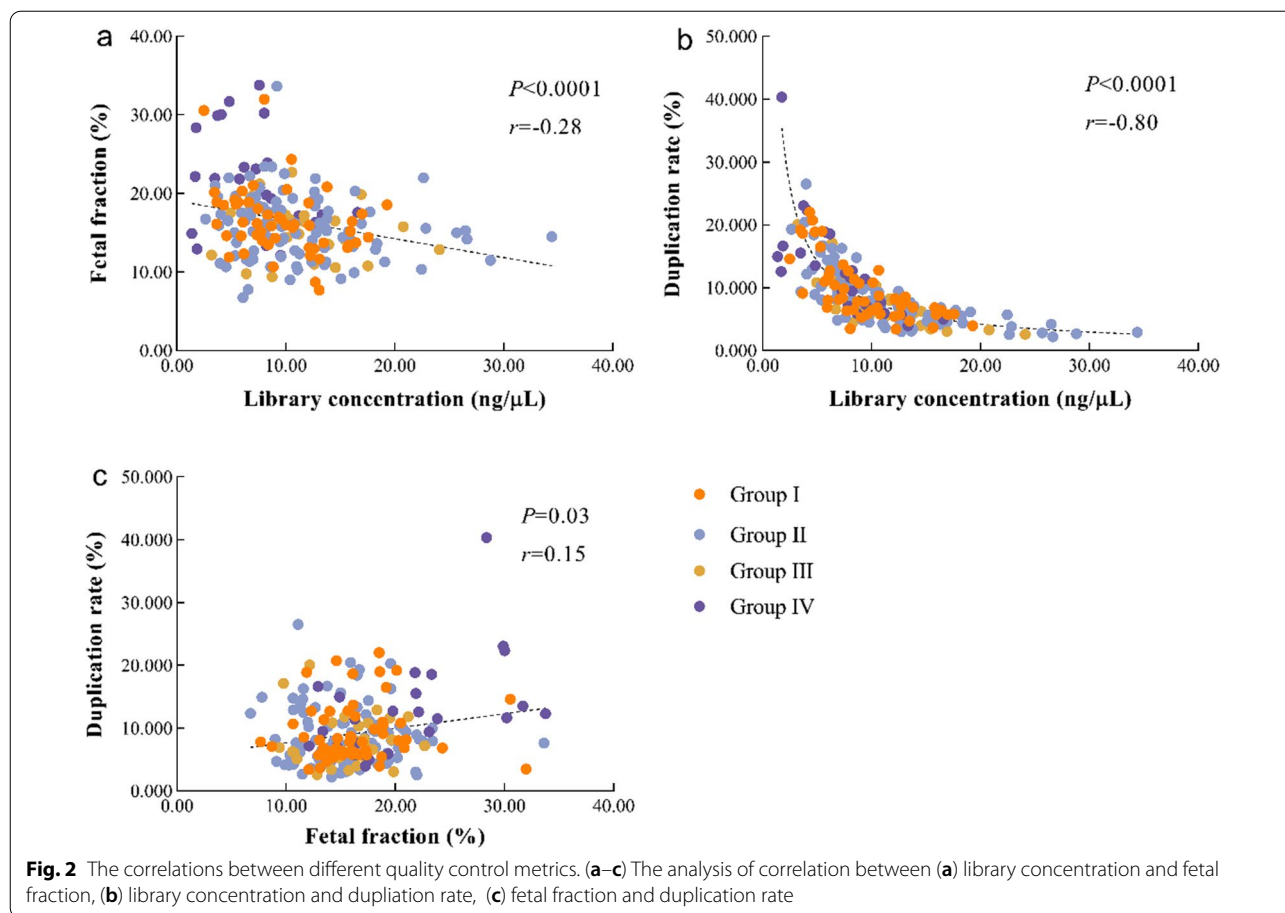 a
40.00
30.00
20.00
10.00
0.00
Fetal fraction (%)
P<0.0001
r=-0.28
0.00 10.00 20.00 30.00 40.00
Library concentration (ng/μL)
b
50.000
40.000
30.000
20.000
10.000
0.000
Duplication rate (%)
P<0.0001
r=-0.80
0.00 10.00 20.00 30.00 40.00
Library concentration (ng/μL)
c
50.000
40.000
30.000
20.000
10.000
0.000
Duplication rate (%)
P=0.03
r=0.15
0.00 10.00 20.00 30.00 40.00
Fetal fraction (%)
Group I
Group II
Group III
Group IV
Fig. 2 The correlations between different quality control metrics. (a–c) The analysis of correlation between (a) library concentration and fetal
fraction, (b) library concentration and dupliation rate, (c) fetal fraction and duplication rate